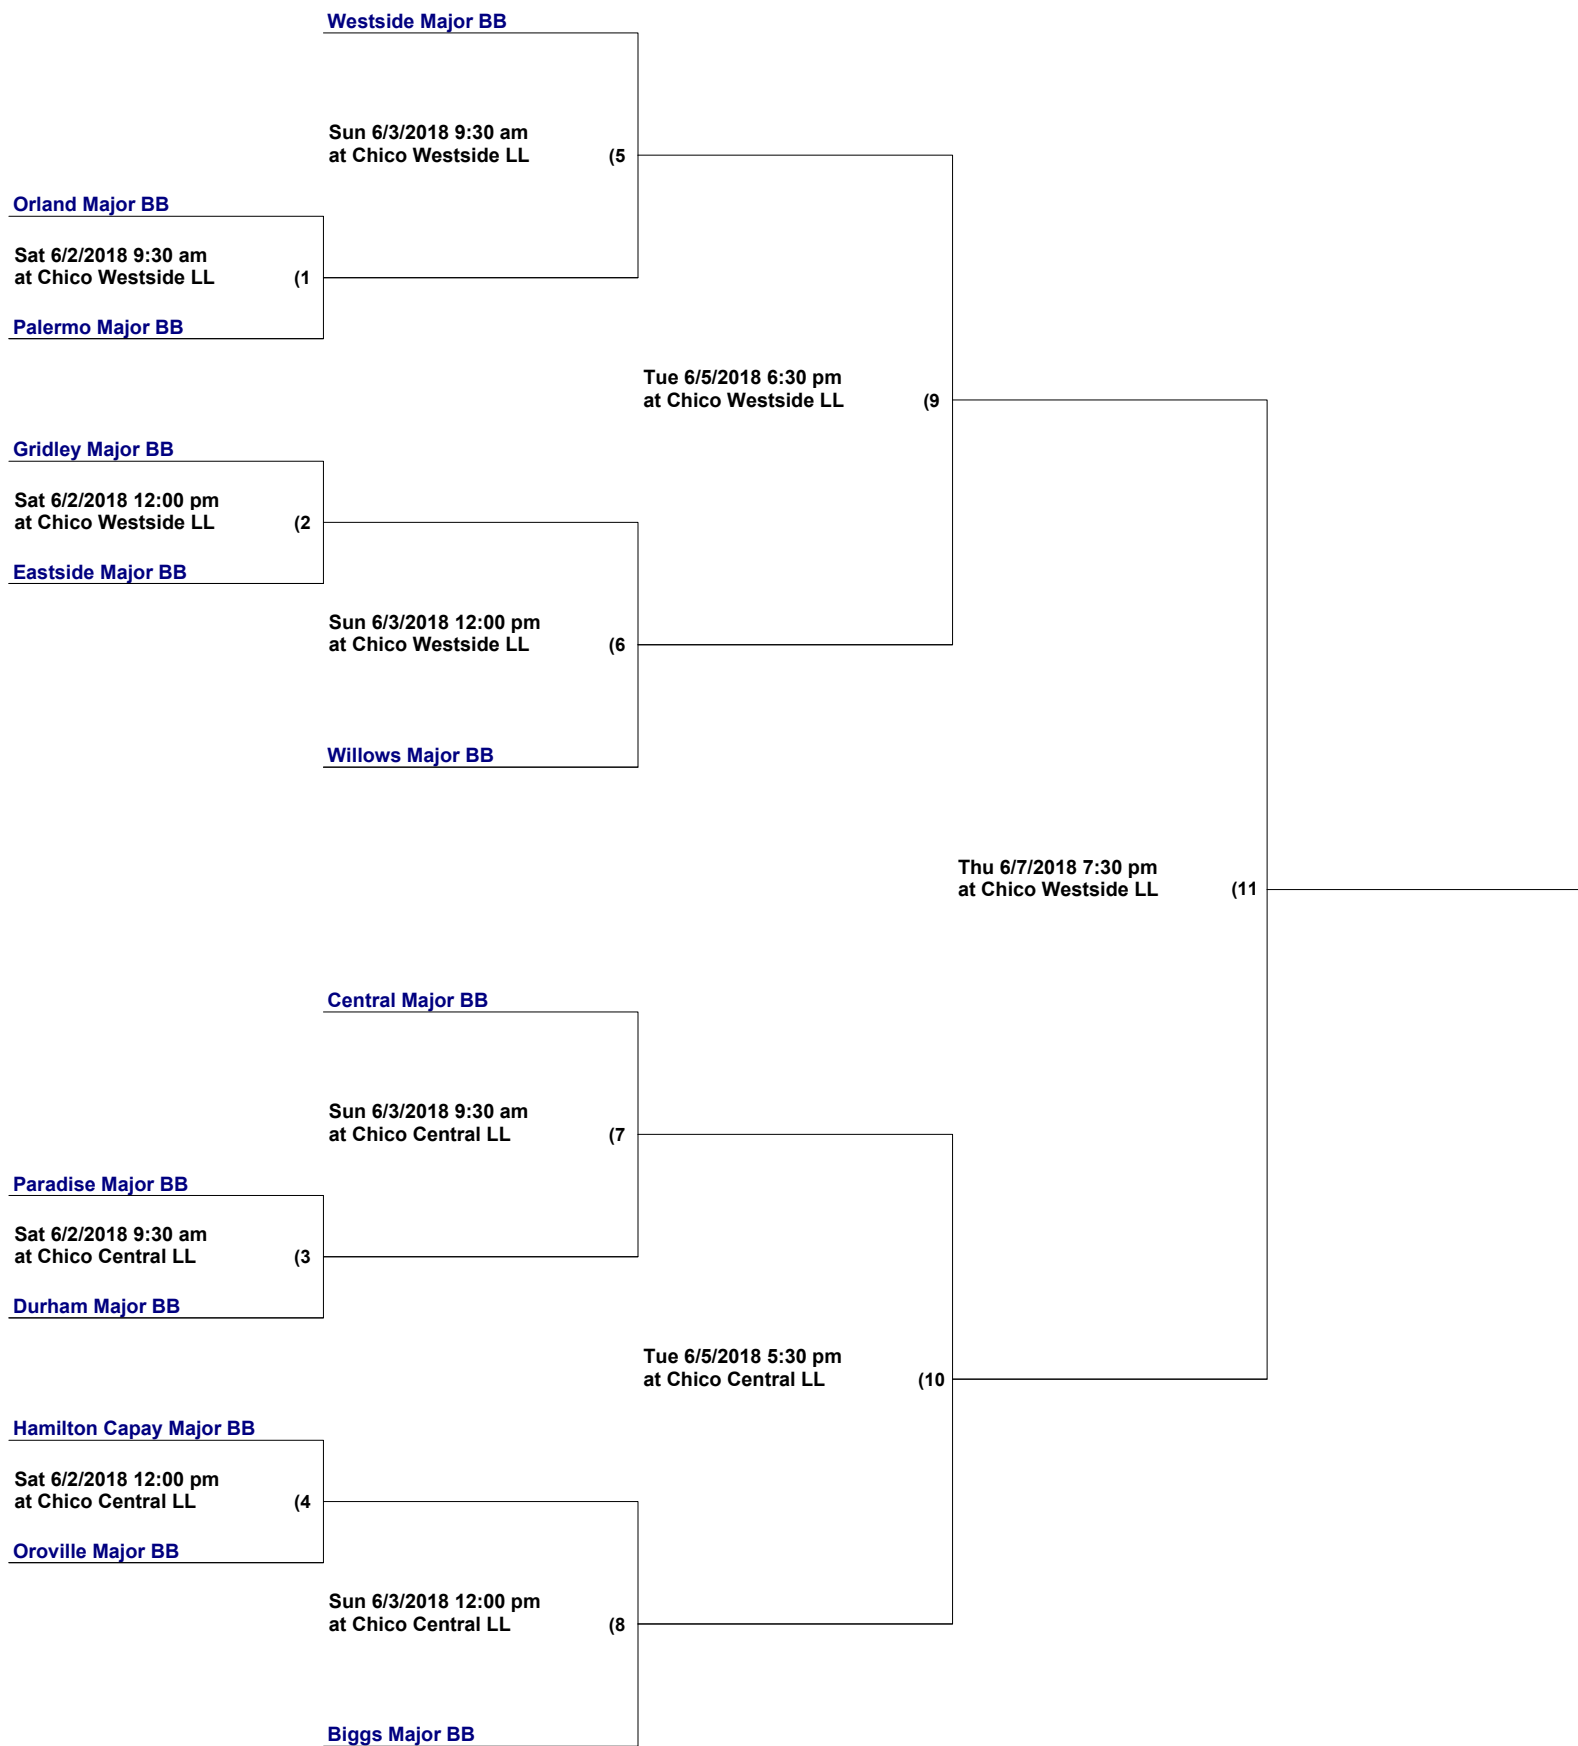 Westside Major BB
Sun 6/3/2018 9:30 am
at Chico Westside LL (5
Orland Major BB
Sat 6/2/2018 9:30 am
at Chico Westside LL (1
Palermo Major BB
Tue 6/5/2018 6:30 pm
at Chico Westside LL (9
Gridley Major BB
Sat 6/2/2018 12:00 pm
at Chico Westside LL (2
Eastside Major BB
Sun 6/3/2018 12:00 pm
at Chico Westside LL (6
Willows Major BB
Thu 6/7/2018 7:30 pm
at Chico Westside LL (11
Central Major BB
Sun 6/3/2018 9:30 am
at Chico Central LL (7
Paradise Major BB
Sat 6/2/2018 9:30 am
at Chico Central LL (3
Durham Major BB
Tue 6/5/2018 5:30 pm
at Chico Central LL (10
Hamilton Capay Major BB
Sat 6/2/2018 12:00 pm
at Chico Central LL (4
Oroville Major BB
Sun 6/3/2018 12:00 pm
at Chico Central LL (8
Biggs Major BB